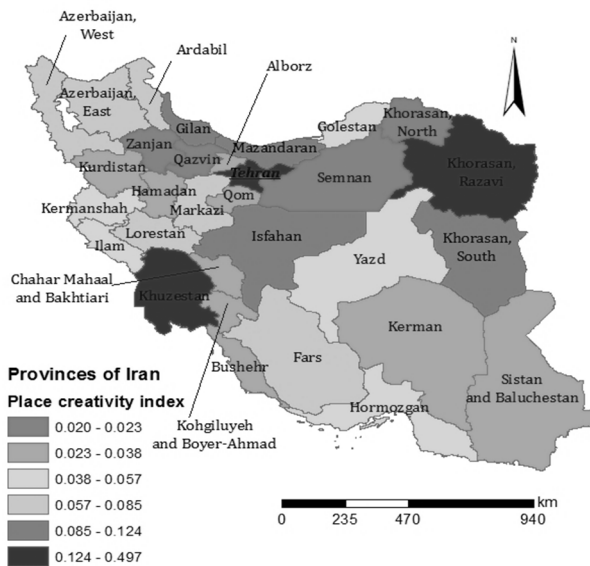 Azerbaijan,
West
Ardabil
Alborz
N
Azerbaijan,
East
Gilan
Golestan
Khorasan,
North
Zanjan
Mazandaran
Qazvin
Tehran
Khorasan,
Razavi
Kurdistan
Semnan
Hamadan
Qom
Kermanshah
Markazi
Lorestan
Isfahan
Khorasan,
South
Ilam
Yazd
Chahar Mahaal
and Bakhtiari
Khuzestan
Kerman
Fars
Bushehr
Sistan
and Baluchestan
Hormozgan
Kohgiluyeh
and Boyer-Ahmad
Provinces of Iran
Place creativity index
0.020 - 0.023
0.023 - 0.038
0.038 - 0.057
0.057 - 0.085
0.085 - 0.124
0.124 - 0.497
km
0 235 470 940